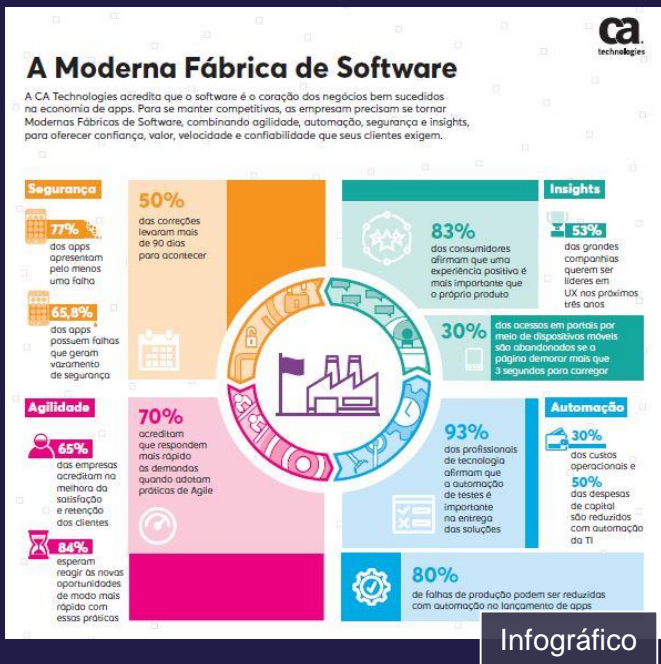 ca
technologies
A Moderna Fábrica de Software
A CA Technologies acredita que o software é o coração dos negócios bem sucedidos
na economia de apps. Para se manter competitivas, as empresam precisam se tornar
Modernas Fábricas de Software, combinando agilidade, automação, segurança e insights,
para oferecer confiança, valor, velocidade e confiabilidade que seus clientes exigem.
Segurança
77%
dos apps
apresentam
pelo menos
uma falha
65,8%
dos apps
possuem falhas
que geram
vazamento
de segurança
50%
das correções
levaram mais
de 90 dias
para acontecer
83%
dos consumidores
afirmam que uma
experiência positiva é
mais importante que
o próprio produto
Insights
53%
das grandes
companhias
querem ser
líderes em
UX nos próximos
três anos
30%
dos acessos em portais por
meio de dispositivos móveis
são abandonados se a
página demorar mais que
3 segundos para carregar
Agilidade
65%
das empresas
acreditam na
melhora da
satisfação
e retenção
dos clientes
84%
esperam
reagir às novas
oportunidades
de modo mais
rápido com
essas práticas
70%
acreditam
que respondem
mais rápido
às demandas
quando adotam
práticas de Agile
93%
dos profissionais
de tecnologia
afirmam que
a automação
de testes é
importante
na entrega
das soluções
Automação
30%
dos custos
operacionais e
50%
das despesas
de capital
são reduzidos
com automação
da TI
80%
de falhas de produção podem ser reduzidas
com automação no lançamento de apps
Infográfico